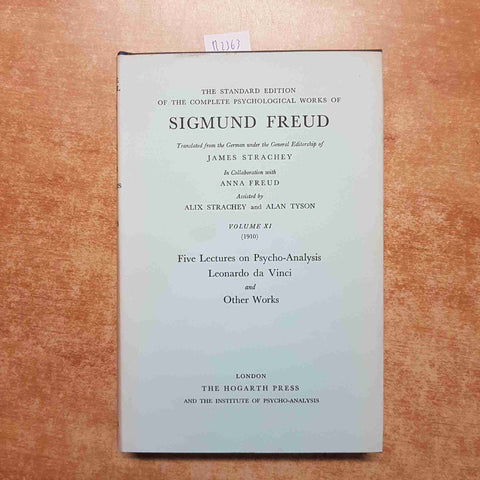 THE STANDARD EDITION
OF THE COMPLETE PSYCHOLOGICAL WORKS OF
SIGMUND FREUD
Translated from the German under the General Editorship of
JAMES STRACHEY
In Collaboration with
ANNA FREUD
Assisted by
ALIX STRACHEY and ALAN TYSON
VOLUME XI
(1910)
Five Lectures on Psycho-Analysis
Leonardo da Vinci
and
Other Works
LONDON
THE HOGARTH PRESS
AND THE INSTITUTE OF PSYCHO-ANALYSIS